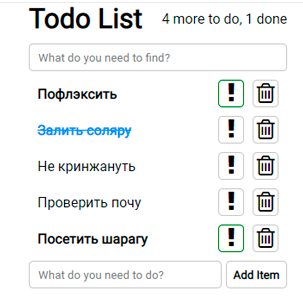 Todo List 4 more to do, 1 done
What do you need to find?
Пофлэксить
Залить соляру
Не кринжануть
Проверить почу
Посетить шарагу
What do you need to do? Add Item